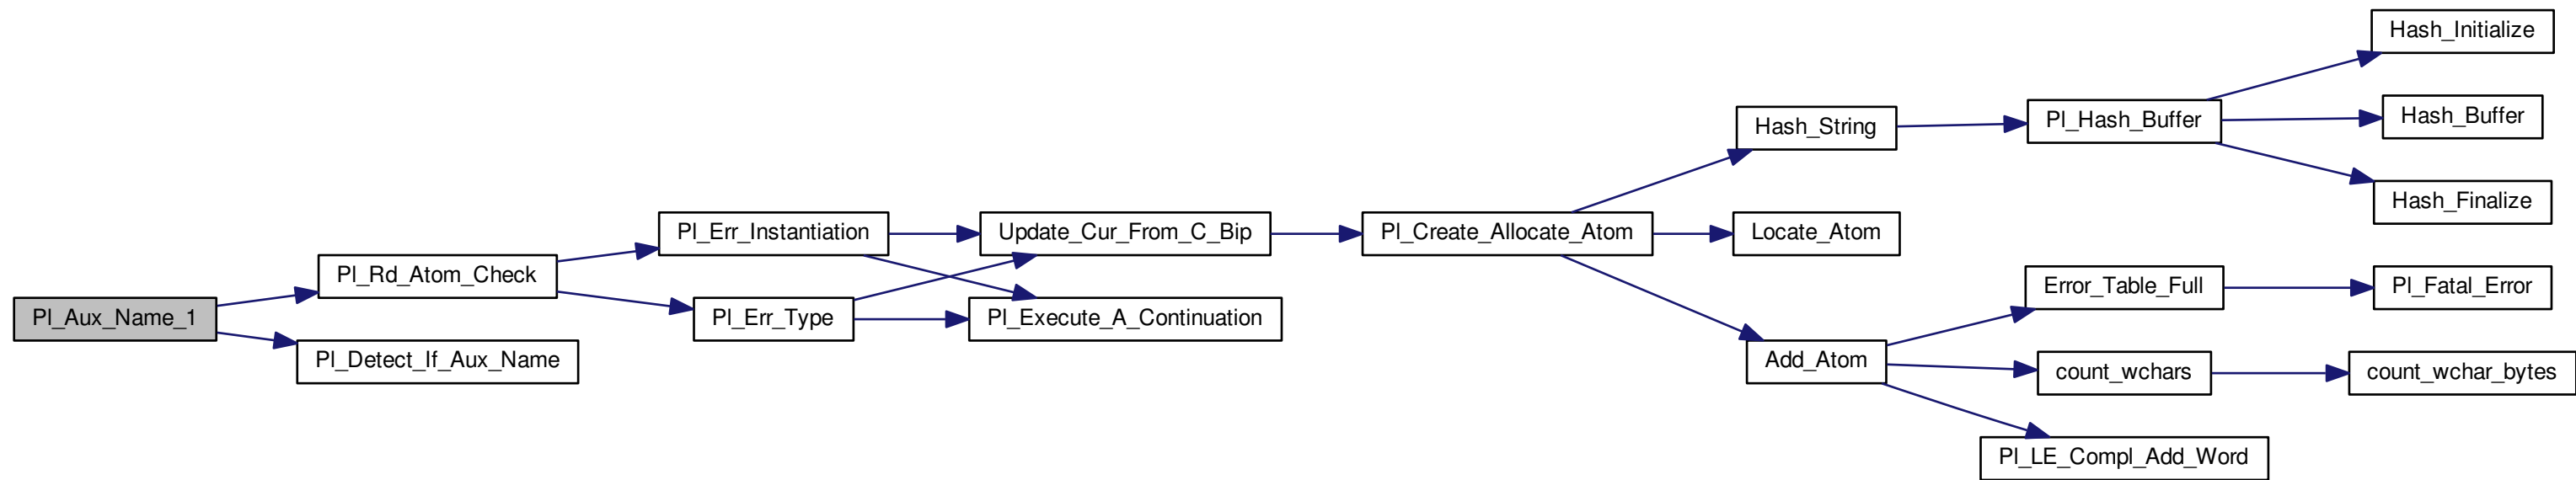 Pl_Aux_Name_1
Pl_Rd_Atom_Check
Pl_Detect_If_Aux_Name
Pl_Err_Instantiation
Pl_Err_Type
Update_Cur_From_C_Bip
Pl_Execute_A_Continuation
Pl_Create_Allocate_Atom
Hash_String
Locate_Atom
Add_Atom
Pl_Hash_Buffer
Error_Table_Full
count_wchars
Pl_LE_Compl_Add_Word
Hash_Initialize
Hash_Buffer
Hash_Finalize
Pl_Fatal_Error
count_wchar_bytes